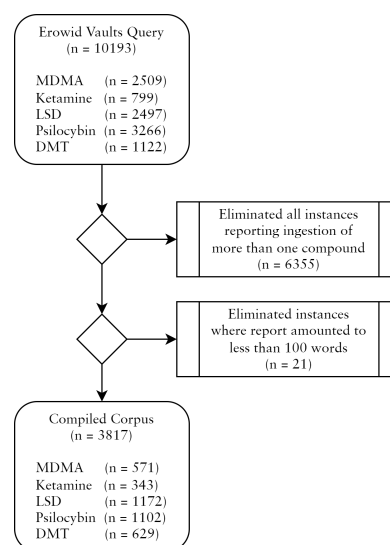 Erowid Vaults Query
(n = 10193)
MDMA (n = 2509)
Ketamine (n = 799)
LSD (n = 2497)
Psilocybin (n = 3266)
DMT (n = 1122)
Eliminated all instances
reporting ingestion of
more than one compound
(n = 6355)
Eliminated instances
where report amounted to
less than 100 words
(n = 21)
Compiled Corpus
(n = 3817)
MDMA (n = 571)
Ketamine (n = 343)
LSD (n = 1172)
Psilocybin (n = 1102)
DMT (n = 629)